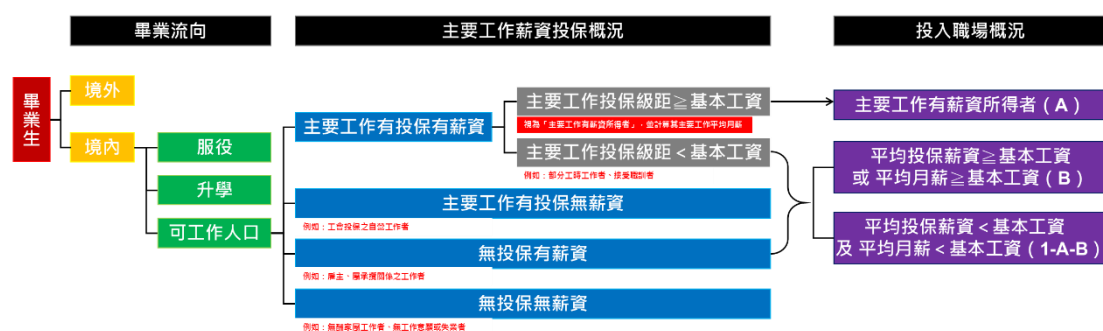 畢業流向
主要工作薪資投保概況
投入職場概況
畢業生
境外
境內
服役
升學
可工作人口
主要工作有投保有薪資
主要工作有投保無薪資
例如：工會投保之自營工作者
無投保有薪資
例如：雇主、屬承攬關係之工作者
無投保無薪資
例如：無酬家屬工作者、無工作意願或失業者
主要工作投保級距≧基本工資
視為「主要工作有薪資所得者」，並計算其主要工作平均月薪
主要工作投保級距＜基本工資
例如：部分工時工作者、接受職訓者
主要工作有薪資所得者（A）
平均投保薪資≧基本工資
或 平均月薪≧基本工資（B）
平均投保薪資＜基本工資
及 平均月薪＜基本工資（1-A-B）